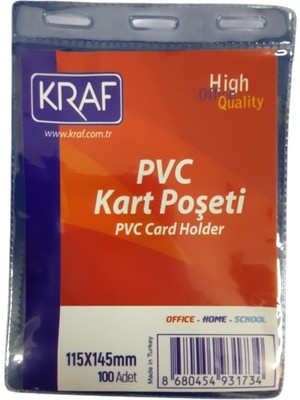 KRAF
www.kraf.com.tr
High
Office
Quality
PVC
Kart Poşeti
PVC Card Holder
OFFICE - HOME - SCHOOL
115X145mm
100 Adet
Made in Turkey
8 680454 931734